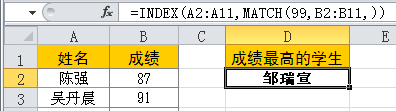 fx =INDEX(A2:A11,MATCH(99,B2:B11,))
A B C D E
1 姓名 成绩 成绩最高的学生
2 陈强 87 邹瑞宣
3 吴丹晨 91